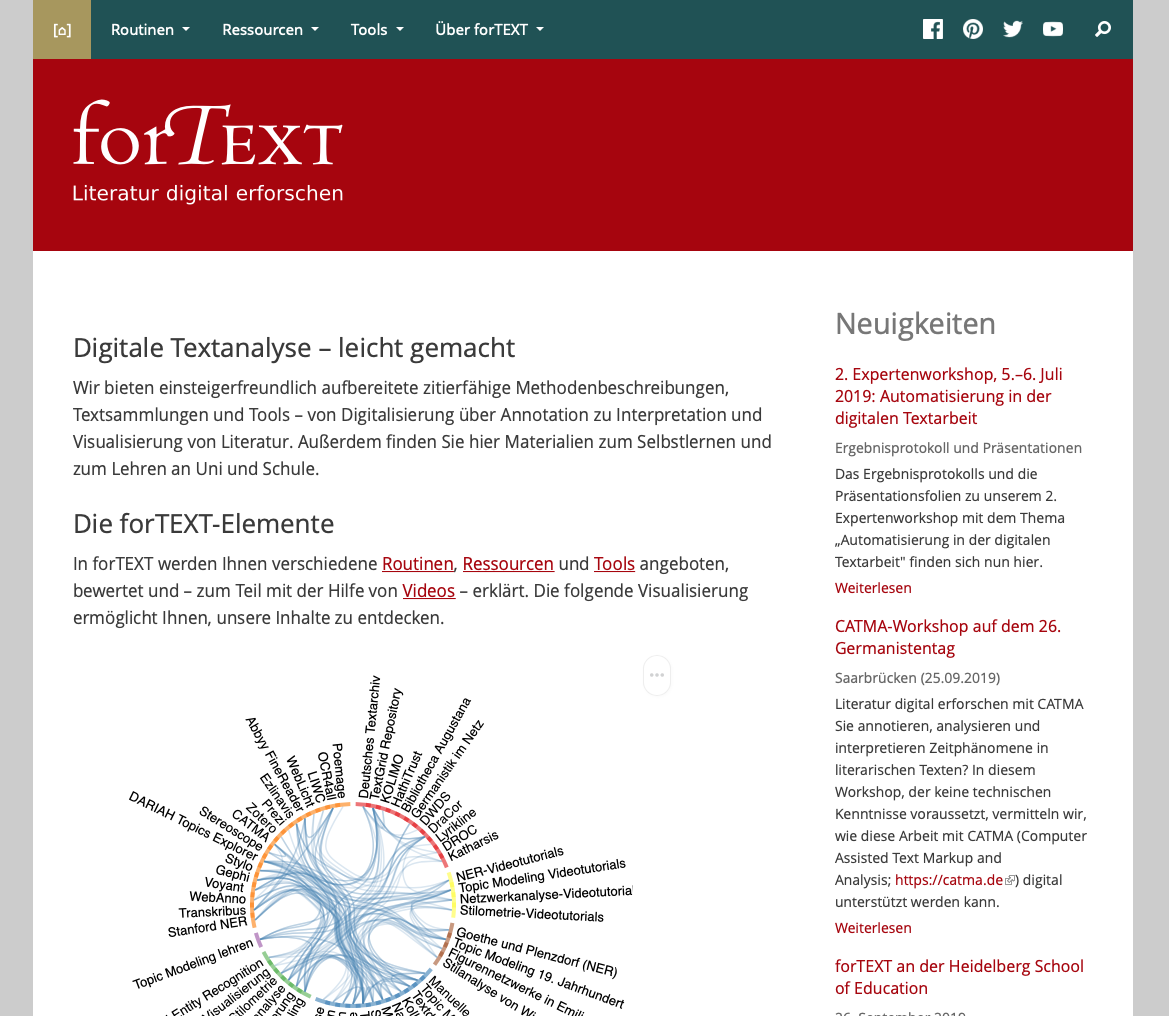 [⌂] Routinen Ressourcen Tools Über forTEXT
forTEXT
Literatur digital erforschen
Digitale Textanalyse – leicht gemacht
Wir bieten einsteigerfreundlich aufbereitete zitierfähige Methodenbeschreibungen,
Textsammlungen und Tools – von Digitalisierung über Annotation zu Interpretation und
Visualisierung von Literatur. Außerdem finden Sie hier Materialien zum Selbstlernen und
zum Lehren an Uni und Schule.
Die forTEXT-Elemente
In forTEXT werden Ihnen verschiedene Routinen, Ressourcen und Tools angeboten,
bewertet und – zum Teil mit der Hilfe von Videos – erklärt. Die folgende Visualisierung
ermöglicht Ihnen, unsere Inhalte zu entdecken.
Deutsches Textarchiv
TextGrid Repository
KOLIMO
HathiTrust
Bibliotheca Augustana
Germanistik im Netz
DWDS
DraCor
Lyrikline
DROC
Katharsis
NER-Videotutorials
Topic Modeling Videotutorials
Netzwerkanalyse-Videotutoria
Stilometrie-Videotutorials
Goethe und Plenzdorf (NER)
Topic Modeling 19. Jahrhundert
Figurennetzwerke in Emili
Stilanalyse von Wi
Manuelle
Topic M
Entity Recognition
Visualisierung
Stilometrie
Topic Modeling lehren
Stanford NER
Transkribus
WebAnno
Voyant
Gephi
Stylo
DARIAH Topics Explorer
Stereoscope
CATMA
Zotero
Prezi
Ezlinavis
Abbyy FineReader
WebLicht
LIWC
OCR4all
Poemage
Neuigkeiten
2. Expertenworkshop, 5.–6. Juli
2019: Automatisierung in der
digitalen Textarbeit
Ergebnisprotokoll und Präsentationen
Das Ergebnisprotokolls und die
Präsentationsfolien zu unserem 2.
Expertenworkshop mit dem Thema
„Automatisierung in der digitalen
Textarbeit" finden sich nun hier.
Weiterlesen
CATMA-Workshop auf dem 26.
Germanistentag
Saarbrücken (25.09.2019)
Literatur digital erforschen mit CATMA
Sie annotieren, analysieren und
interpretieren Zeitphänomene in
literarischen Texten? In diesem
Workshop, der keine technischen
Kenntnisse voraussetzt, vermitteln wir,
wie diese Arbeit mit CATMA (Computer
Assisted Text Markup and
Analysis; https://catma.de) digital
unterstützt werden kann.
Weiterlesen
forTEXT an der Heidelberg School
of Education
26. September 2019